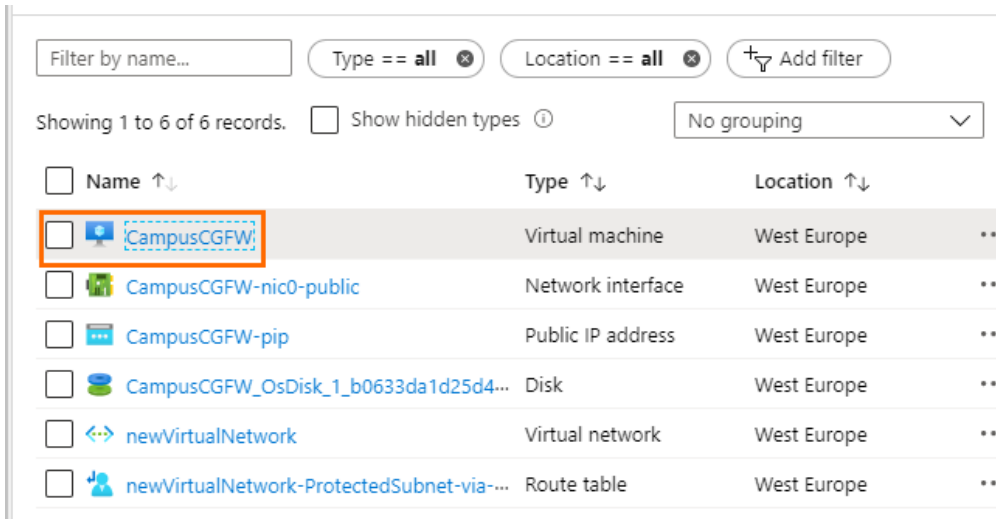 Filter by name... Type == all Location == all Add filter
Showing 1 to 6 of 6 records. Show hidden types No grouping
Name Type Location
CampusCGFW Virtual machine West Europe
CampusCGFW-nic0-public Network interface West Europe
CampusCGFW-pip Public IP address West Europe
CampusCGFW_OsDisk_1_b0633da1d25d4... Disk West Europe
newVirtualNetwork Virtual network West Europe
newVirtualNetwork-ProtectedSubnet-via-... Route table West Europe